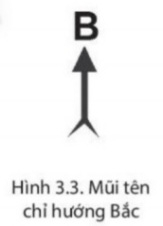 B
Hình 3.3. Mũi tên
chỉ hướng Bắc